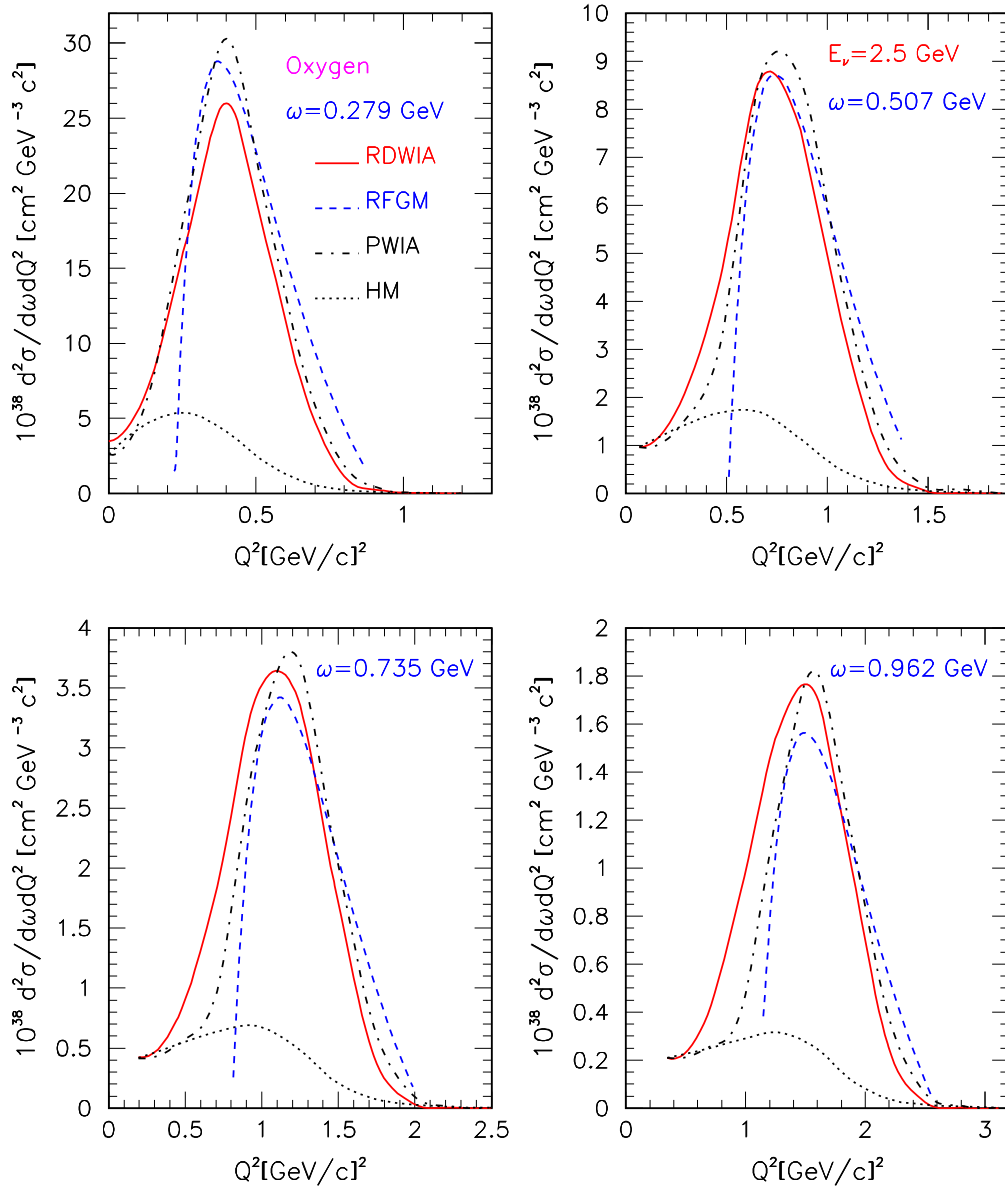 10³⁸ d²σ/dωdQ² [cm² GeV⁻³ c²]
30
25
20
15
10
5
0
Oxygen
ω=0.279 GeV
RDWIA
RFGM
PWIA
HM
0 0.5 1
Q²[GeV/c]²
10³⁸ d²σ/dωdQ² [cm² GeV⁻³ c²]
10
9
8
7
6
5
4
3
2
1
0
E_ν=2.5 GeV
ω=0.507 GeV
0 0.5 1 1.5
Q²[GeV/c]²
10³⁸ d²σ/dωdQ² [cm² GeV⁻³ c²]
4
3.5
3
2.5
2
1.5
1
0.5
0
ω=0.735 GeV
0 0.5 1 1.5 2 2.5
Q²[GeV/c]²
10³⁸ d²σ/dωdQ² [cm² GeV⁻³ c²]
2
1.8
1.6
1.4
1.2
1
0.8
0.6
0.4
0.2
0
ω=0.962 GeV
0 1 2 3
Q²[GeV/c]²